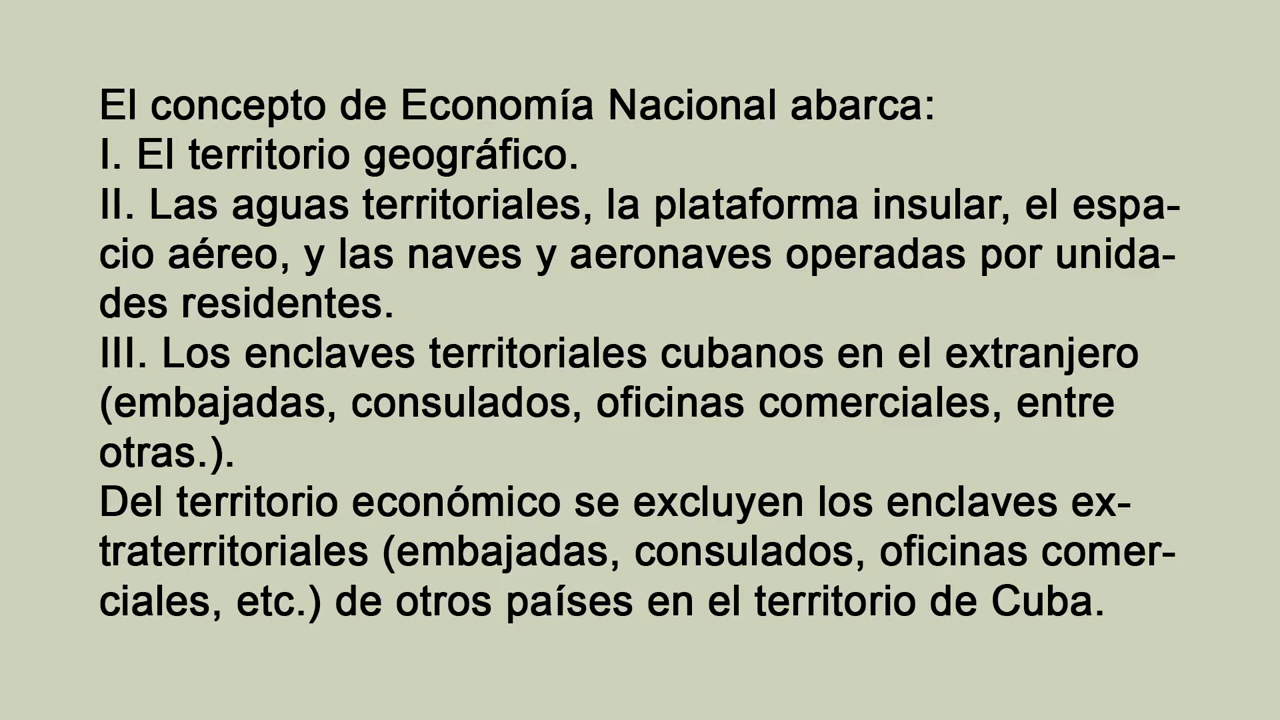 El concepto de Economía Nacional abarca:
I. El territorio geográfico.
II. Las aguas territoriales, la plataforma insular, el espa-
cio aéreo, y las naves y aeronaves operadas por unida-
des residentes.
III. Los enclaves territoriales cubanos en el extranjero
(embajadas, consulados, oficinas comerciales, entre
otras.).
Del territorio económico se excluyen los enclaves ex-
traterritoriales (embajadas, consulados, oficinas comer-
ciales, etc.) de otros países en el territorio de Cuba.